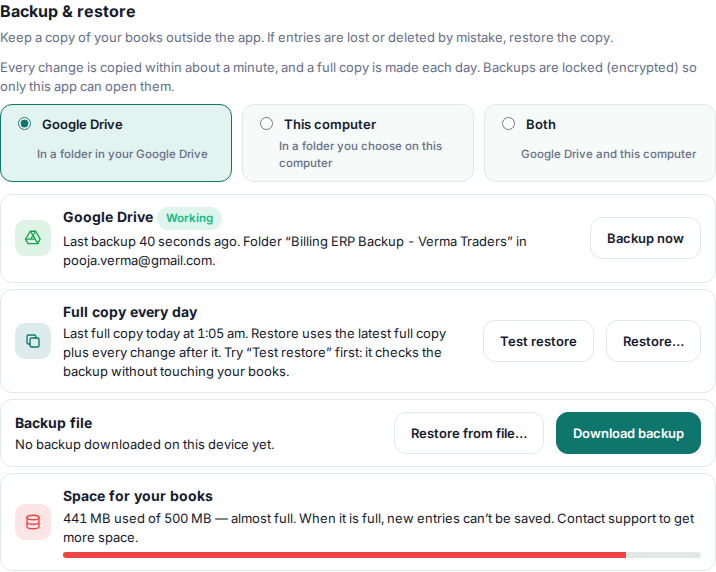 Backup & restore
Keep a copy of your books outside the app. If entries are lost or deleted by mistake, restore the copy.
Every change is copied within about a minute, and a full copy is made each day. Backups are locked (encrypted) so
only this app can open them.
Google Drive
In a folder in your Google Drive
This computer
In a folder you choose on this
computer
Both
Google Drive and this computer
Google Drive Working
Last backup 40 seconds ago. Folder “Billing ERP Backup - Verma Traders” in
pooja.verma@gmail.com.
Backup now
Full copy every day
Last full copy today at 1:05 am. Restore uses the latest full copy
plus every change after it. Try “Test restore” first: it checks the
backup without touching your books.
Test restore
Restore…
Backup file
No backup downloaded on this device yet.
Restore from file…
Download backup
Space for your books
441 MB used of 500 MB — almost full. When it is full, new entries can’t be saved. Contact support to get
more space.